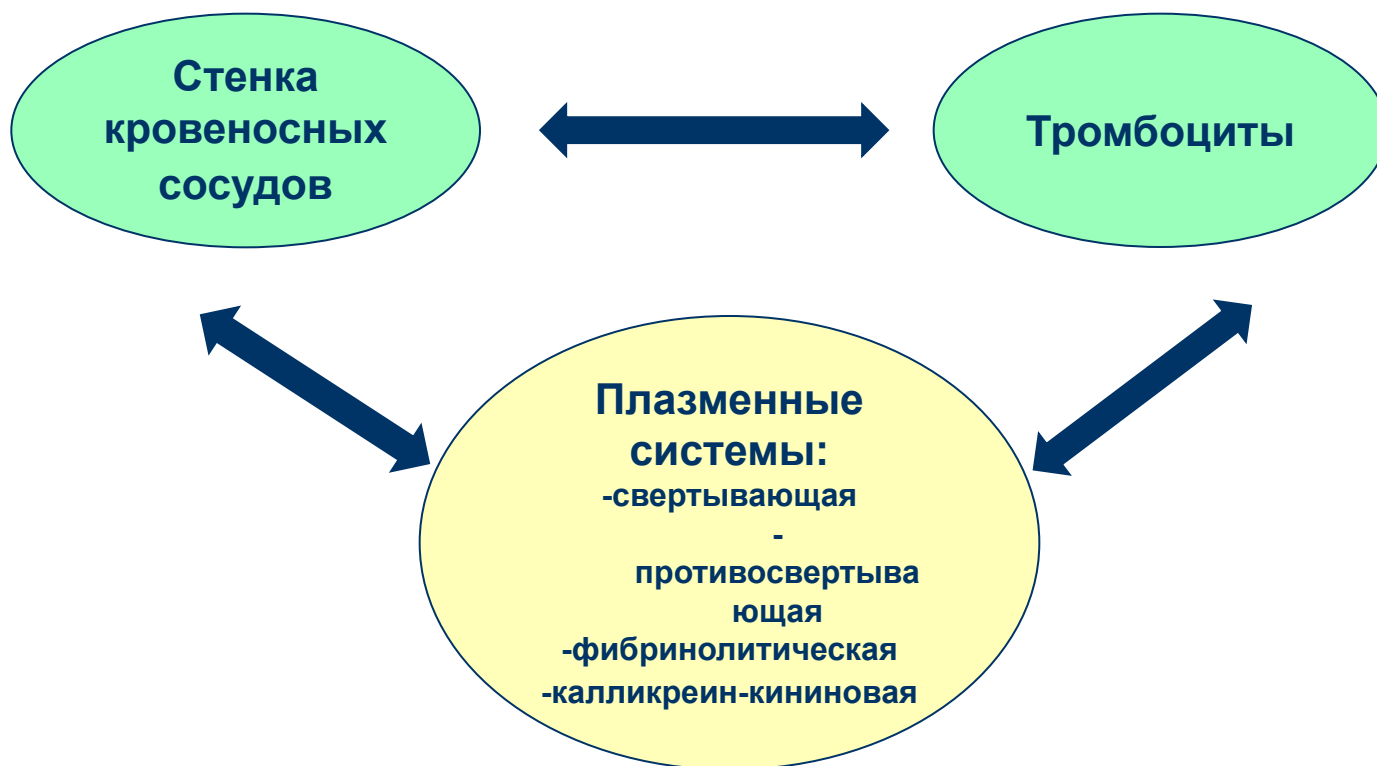 Стенка
кровеносных
сосудов
Тромбоциты
Плазменные
системы:
-свертывающая
-
противосвертыва
ющая
-фибринолитическая
-калликреин-кининовая